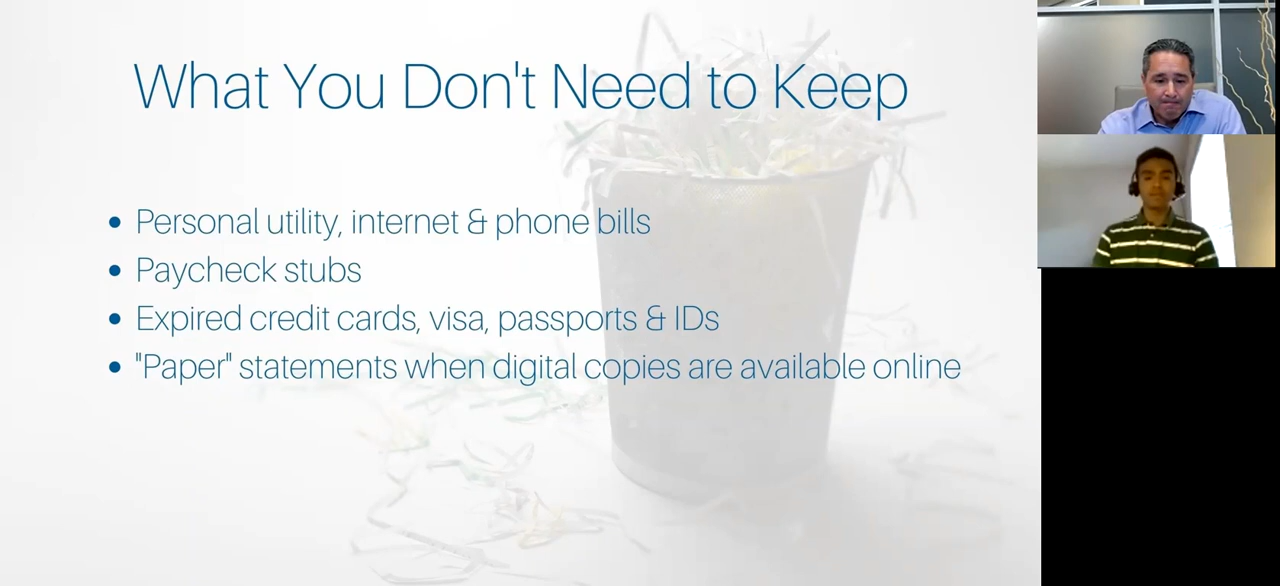 What You Don't Need to Keep
• Personal utility, internet & phone bills
• Paycheck stubs
• Expired credit cards, visa, passports & IDs
• "Paper" statements when digital copies are available online